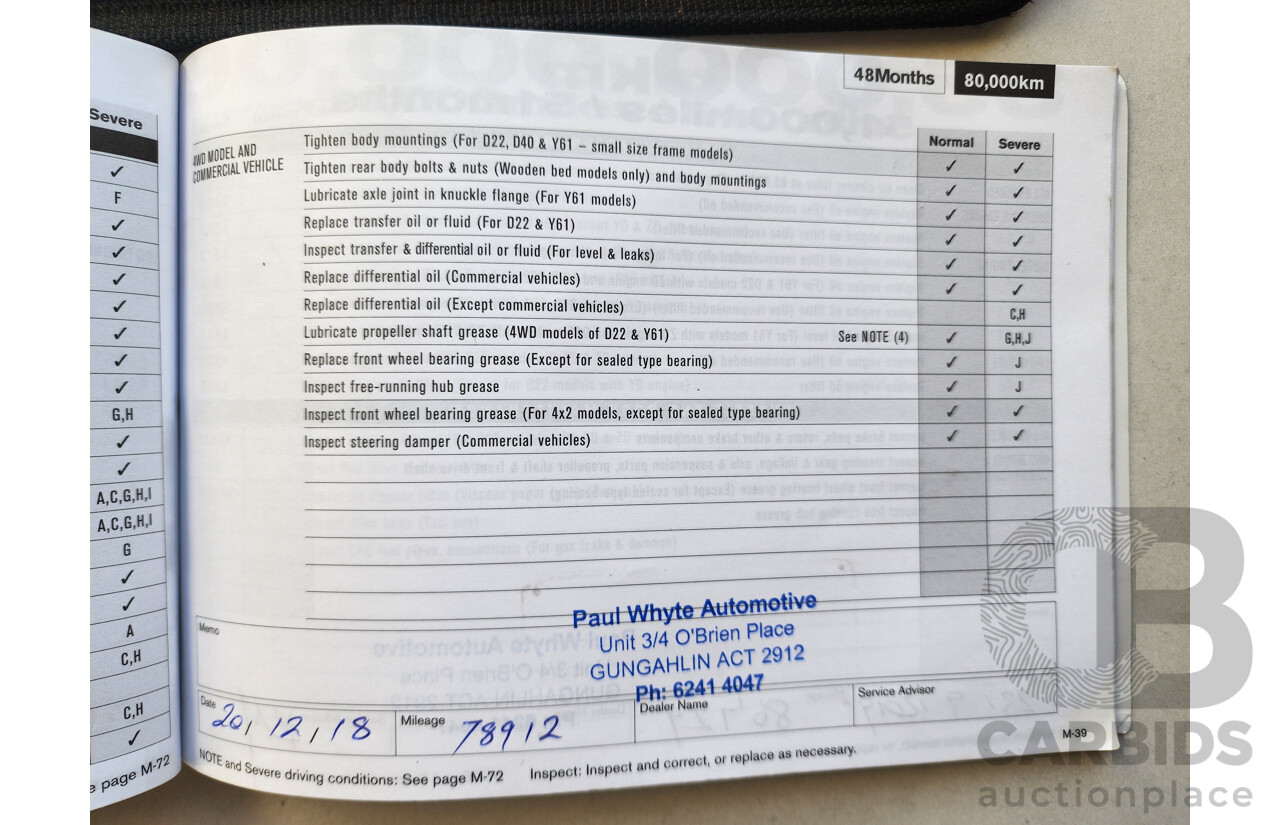 Severe
✓
F
✓
✓
✓
✓
✓
✓
✓
G,H
✓
✓
A,C,G,H,I
A,C,G,H,I
G
✓
✓
A
C,H
C,H
✓
page M-72
48Months 80,000km
Normal Severe
4WD MODEL AND
COMMERCIAL VEHICLE
Tighten body mountings (For D22, D40 & Y61 – small size frame models) ✓ ✓
Tighten rear body bolts & nuts (Wooden bed models only) and body mountings ✓ ✓
Lubricate axle joint in knuckle flange (For Y61 models) ✓ ✓
Replace transfer oil or fluid (For D22 & Y61) ✓ ✓
Inspect transfer & differential oil or fluid (For level & leaks) ✓ ✓
Replace differential oil (Commercial vehicles) ✓ ✓
Replace differential oil (Except commercial vehicles) C,H
Lubricate propeller shaft grease (4WD models of D22 & Y61) See NOTE (4) ✓ G,H,J
Replace front wheel bearing grease (Except for sealed type bearing) ✓ J
Inspect free-running hub grease ✓ J
Inspect front wheel bearing grease (For 4x2 models, except for sealed type bearing) ✓ ✓
Inspect steering damper (Commercial vehicles) ✓ ✓
Memo
Paul Whyte Automotive
Unit 3/4 O'Brien Place
GUNGAHLIN ACT 2912
Ph: 6241 4047
Date 20/12/18 Mileage 78912 Dealer Name Service Advisor
M-39
NOTE and Severe driving conditions: See page M-72 Inspect: Inspect and correct, or replace as necessary.
CB
CARBIDS
auctionplace